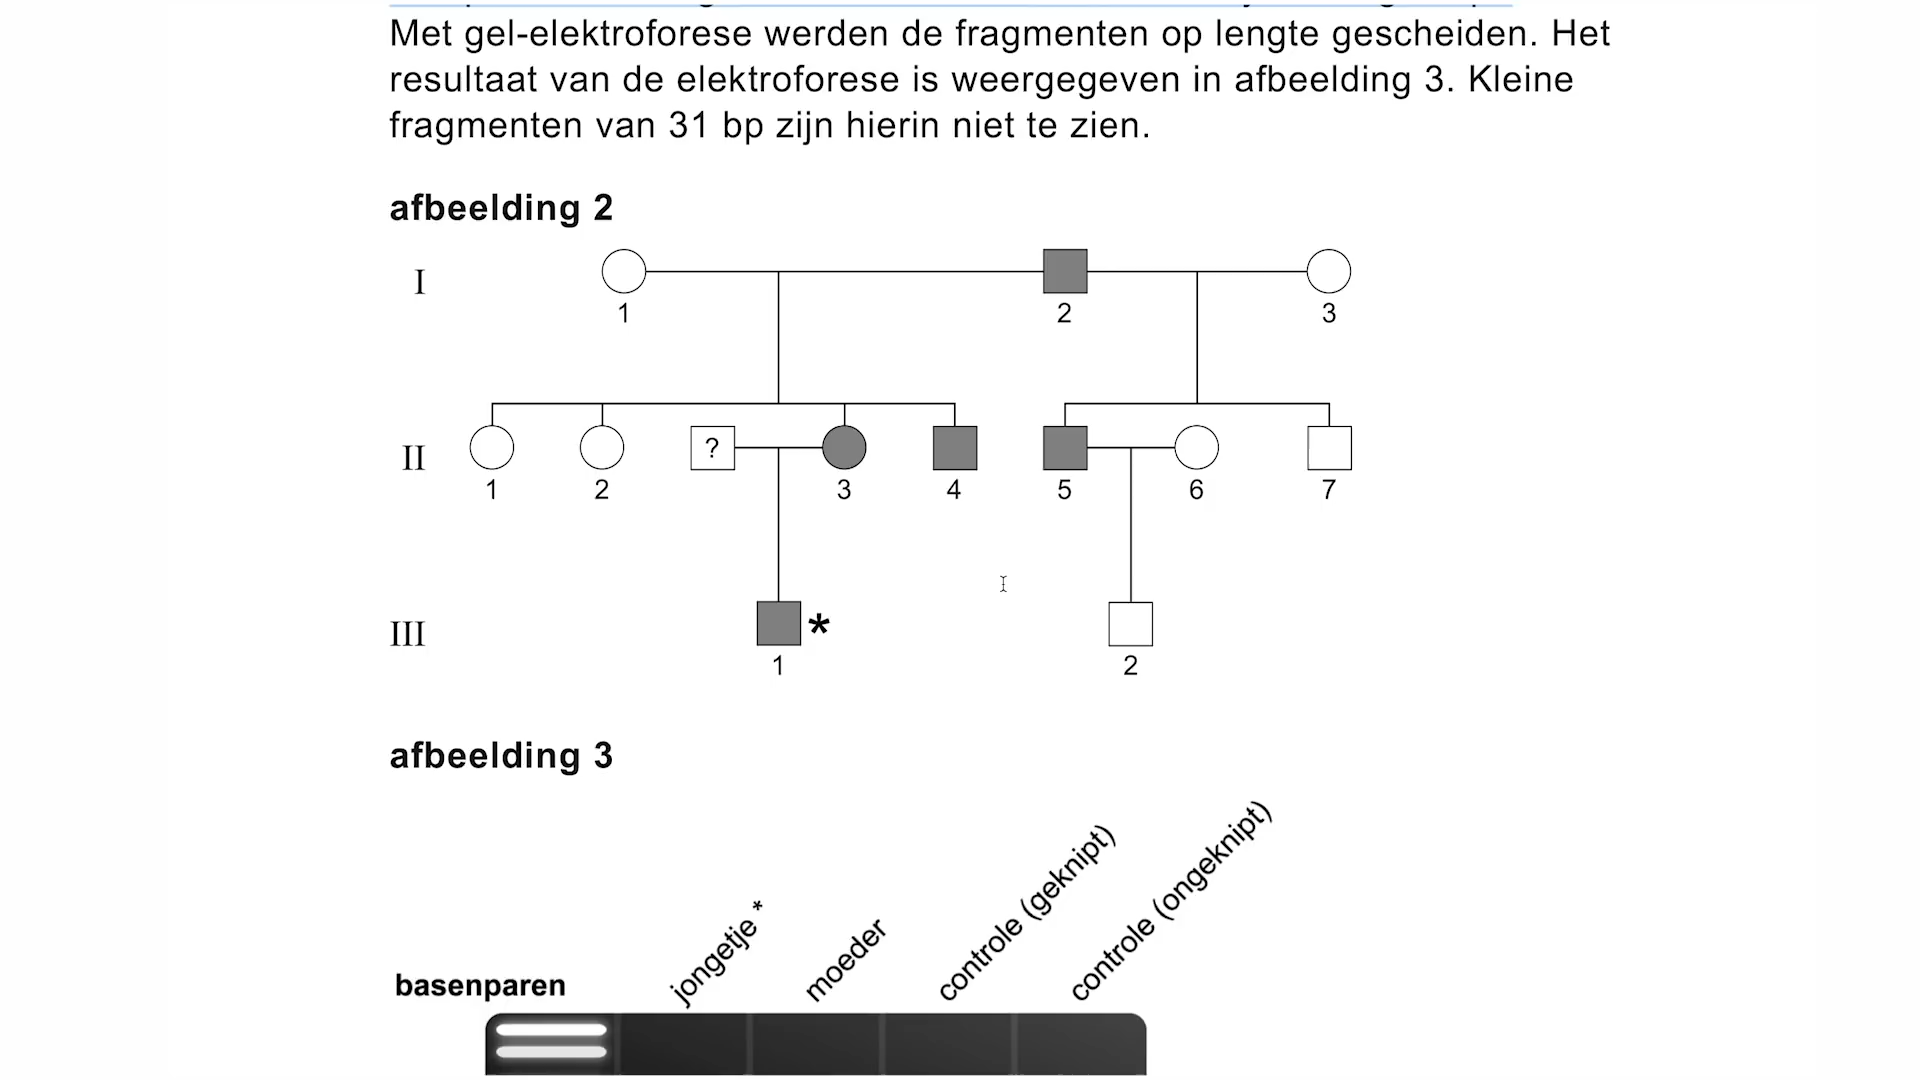 Met gel-elektroforese werden de fragmenten op lengte gescheiden. Het
resultaat van de elektroforese is weergegeven in afbeelding 3. Kleine
fragmenten van 31 bp zijn hierin niet te zien.
afbeelding 2
I
1
2
3
II
?
1
2
3
4
5
6
7
III
*
1
2
afbeelding 3
jongetje *
moeder
controle (geknipt)
controle (ongeknipt)
basenparen